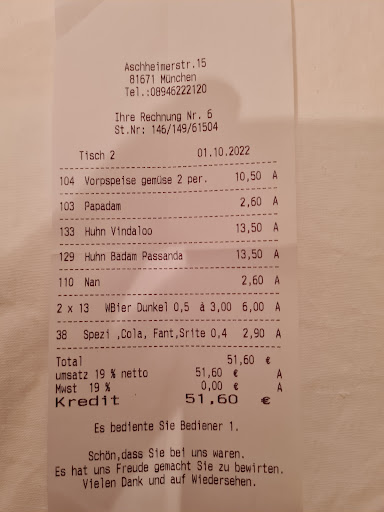 Aschheimerstr.15
81671 München
Tel.:08946222120
Ihre Rechnung Nr. 6
St.Nr: 146/149/61504
Tisch 2 01.10.2022
104 Vorpspeise gemüse 2 per. 10,50 A
103 Papadam 2,60 A
133 Huhn Vindaloo 13,50 A
129 Huhn Badam Passanda 13,50 A
110 Nan 2,60 A
2 x 13 WBier Dunkel 0,5 à 3,00 6,00 A
38 Spezi ,Cola, Fant,Srite 0,4 2,90 A
Total 51,60 €
umsatz 19 % netto 51,60 € A
Mwst 19 % 0,00 € A
Kredit 51,60 €
Es bediente Sie Bediener 1.
Schön,dass Sie bei uns waren.
Es hat uns Freude gemacht Sie zu bewirten.
Vielen Dank und auf Wiedersehen.